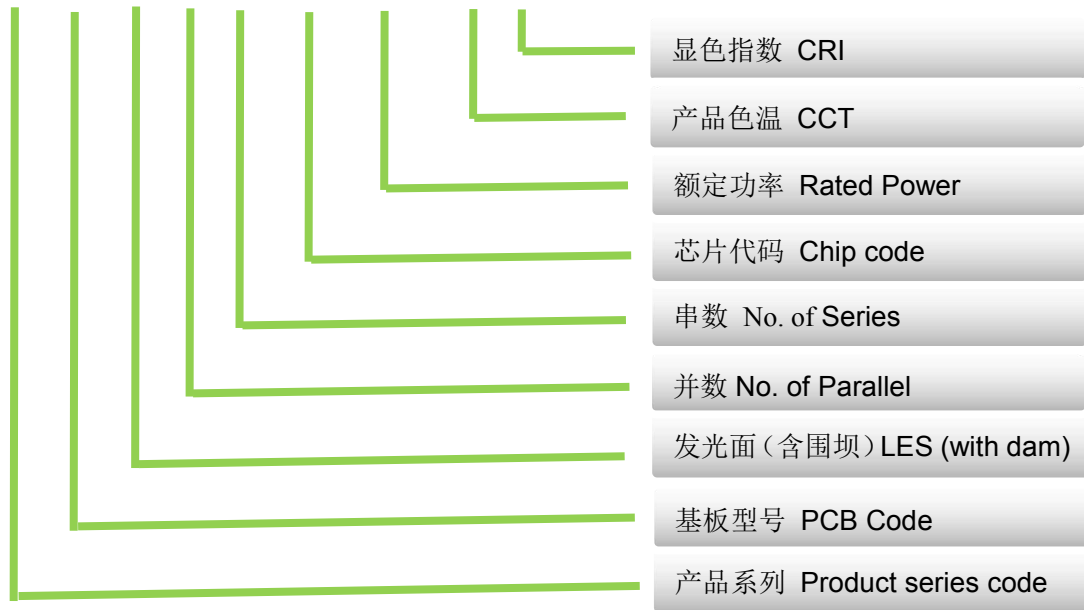 显色指数 CRI
产品色温 CCT
额定功率 Rated Power
芯片代码 Chip code
串数 No. of Series
并数 No. of Parallel
发光面（含围坝）LES (with dam)
基板型号 PCB Code
产品系列 Product series code